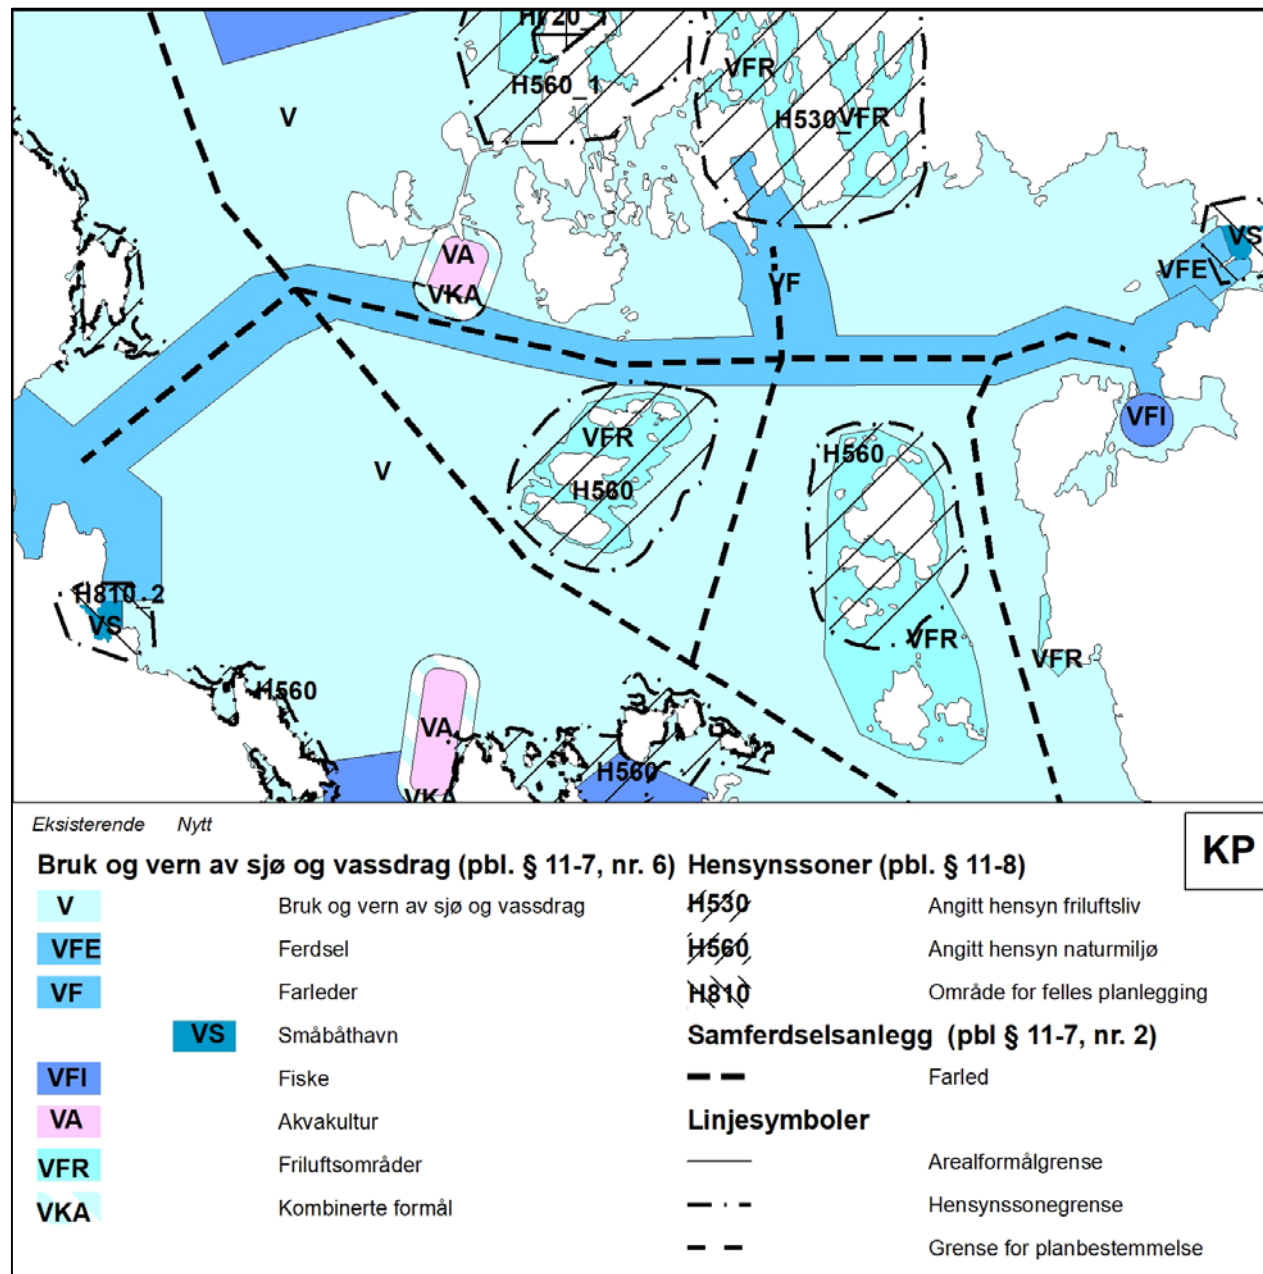 H720_1
VFR
H560_1
V
H530_1
VFR
VS
VA
VFE
VF
VKA
VFI
VFR
H560
V
H560
H810_2
VS
VFR
VFR
H560
VA
H560
VKA
Eksisterende Nytt
KP
Bruk og vern av sjø og vassdrag (pbl. § 11-7, nr. 6) Hensynssoner (pbl. § 11-8)
V Bruk og vern av sjø og vassdrag H530 Angitt hensyn friluftsliv
VFE Ferdsel H560 Angitt hensyn naturmiljø
VF Farleder H810 Område for felles planlegging
VS Småbåthavn Samferdselsanlegg (pbl § 11-7, nr. 2)
VFI Fiske Farled
VA Akvakultur Linjesymboler
VFR Friluftsområder Arealformålgrense
VKA Kombinerte formål Hensynssonegrense
Grense for planbestemmelse